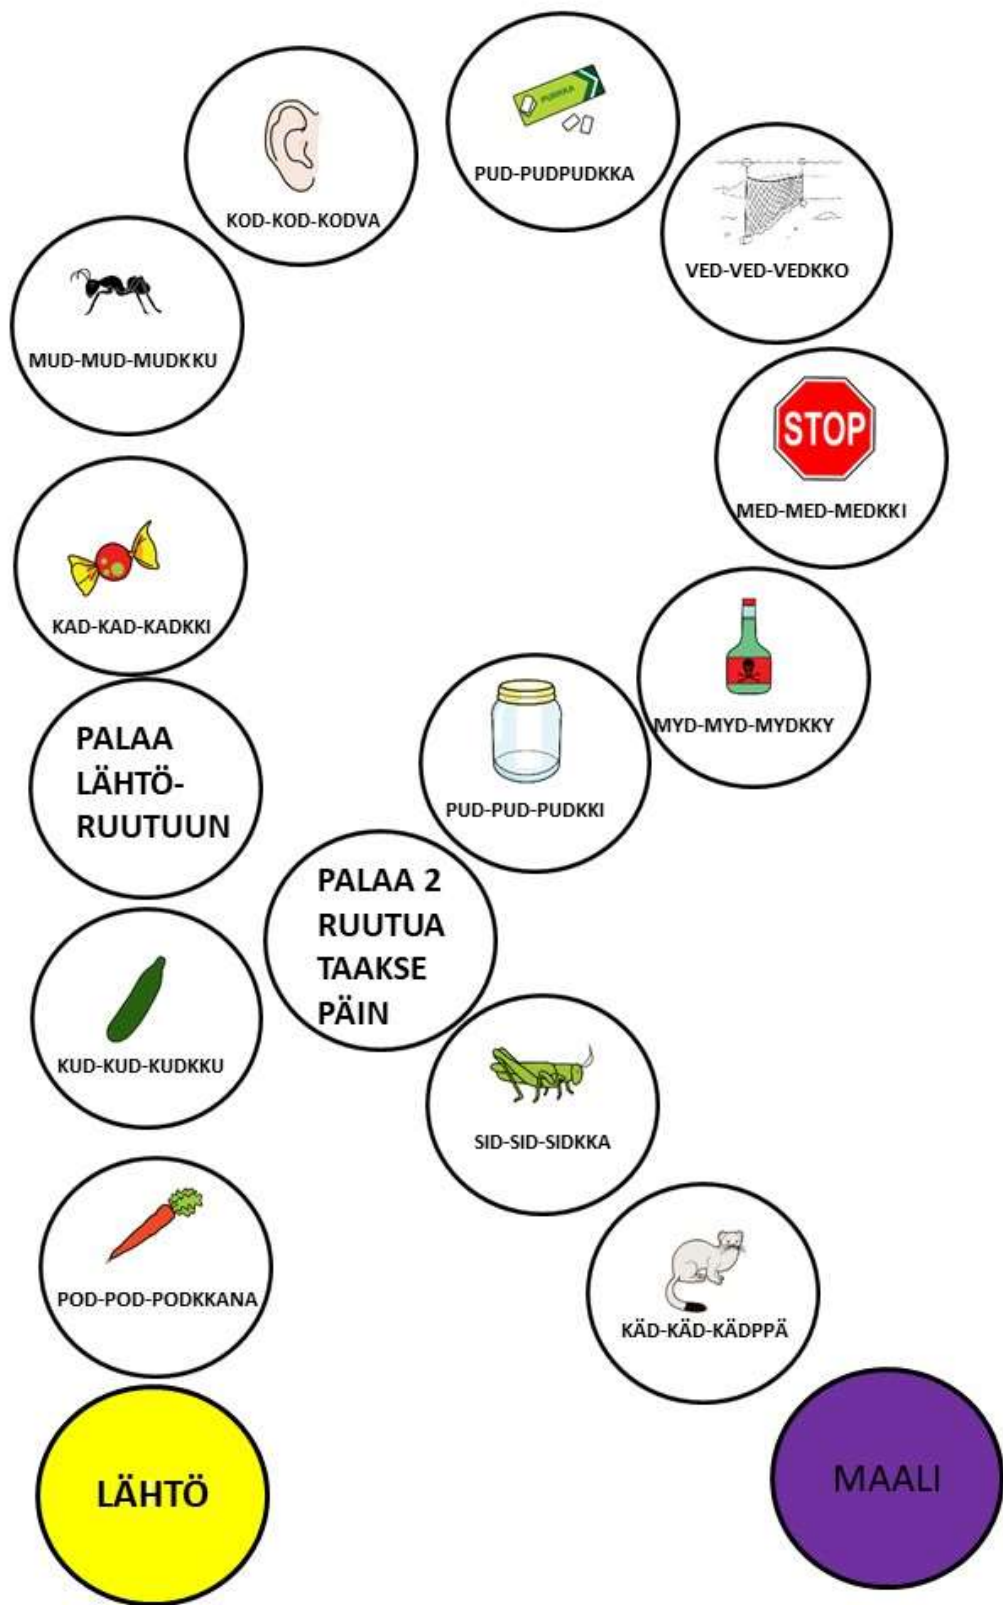 LÄHTÖ
POD-POD-PODKKANA
KUD-KUD-KUDKKU
PALAA
LÄHTÖ-
RUUTUUN
KAD-KAD-KADKKI
MUD-MUD-MUDKKU
KOD-KOD-KODVA
PURKKA
PUD-PUDPUDKKA
VED-VED-VEDKKO
STOP
MED-MED-MEDKKI
MYD-MYD-MYDKKY
PUD-PUD-PUDKKI
PALAA 2
RUUTUA
TAAKSE
PÄIN
SID-SID-SIDKKA
KÄD-KÄD-KÄDPPÄ
MAALI